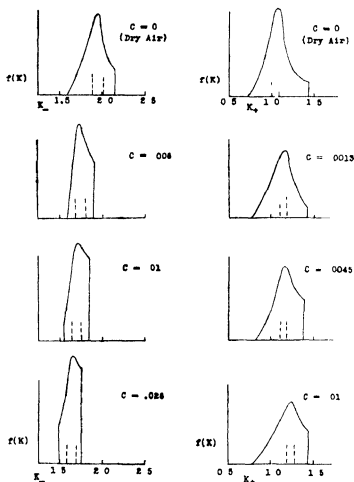 C = 0
(Dry Air)
f(K)
K_ 1.5 2 0 2 5
C = 0
(Dry Air)
f(K)
0 5 K+ 1 0 1 5
C = 006
C = 0013
C = 01
C = 0045
C = .028
f(K)
K_ 1 5 2 0 2 5
C = 01
f(K)
0 5 K+ 1 0 1 5